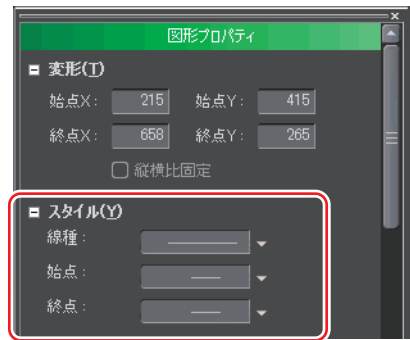 図形プロパティ
変形(T)
始点X: 215 始点Y: 415
終点X: 658 終点Y: 265
縦横比固定
スタイル(Y)
線種:
始点:
終点: